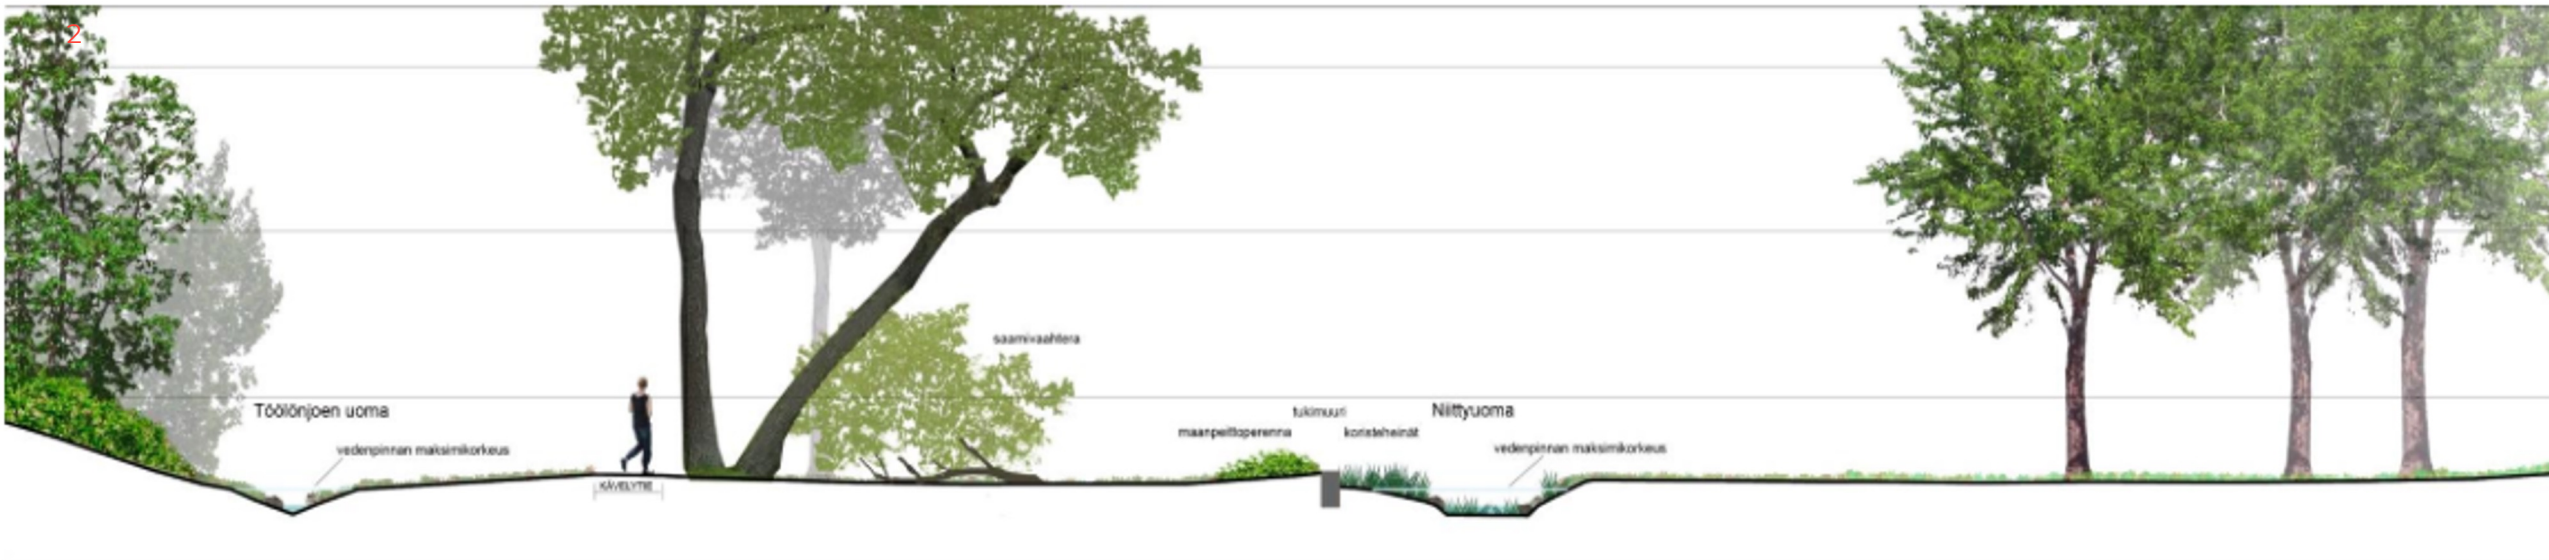 2
saarnivaahtera
Töölönjoen uoma
tukimuuri
Niittyuoma
maanpeittoperenna
koristeheinät
vedenpinnan maksimikorkeus
vedenpinnan maksimikorkeus
KÄVELYTIE